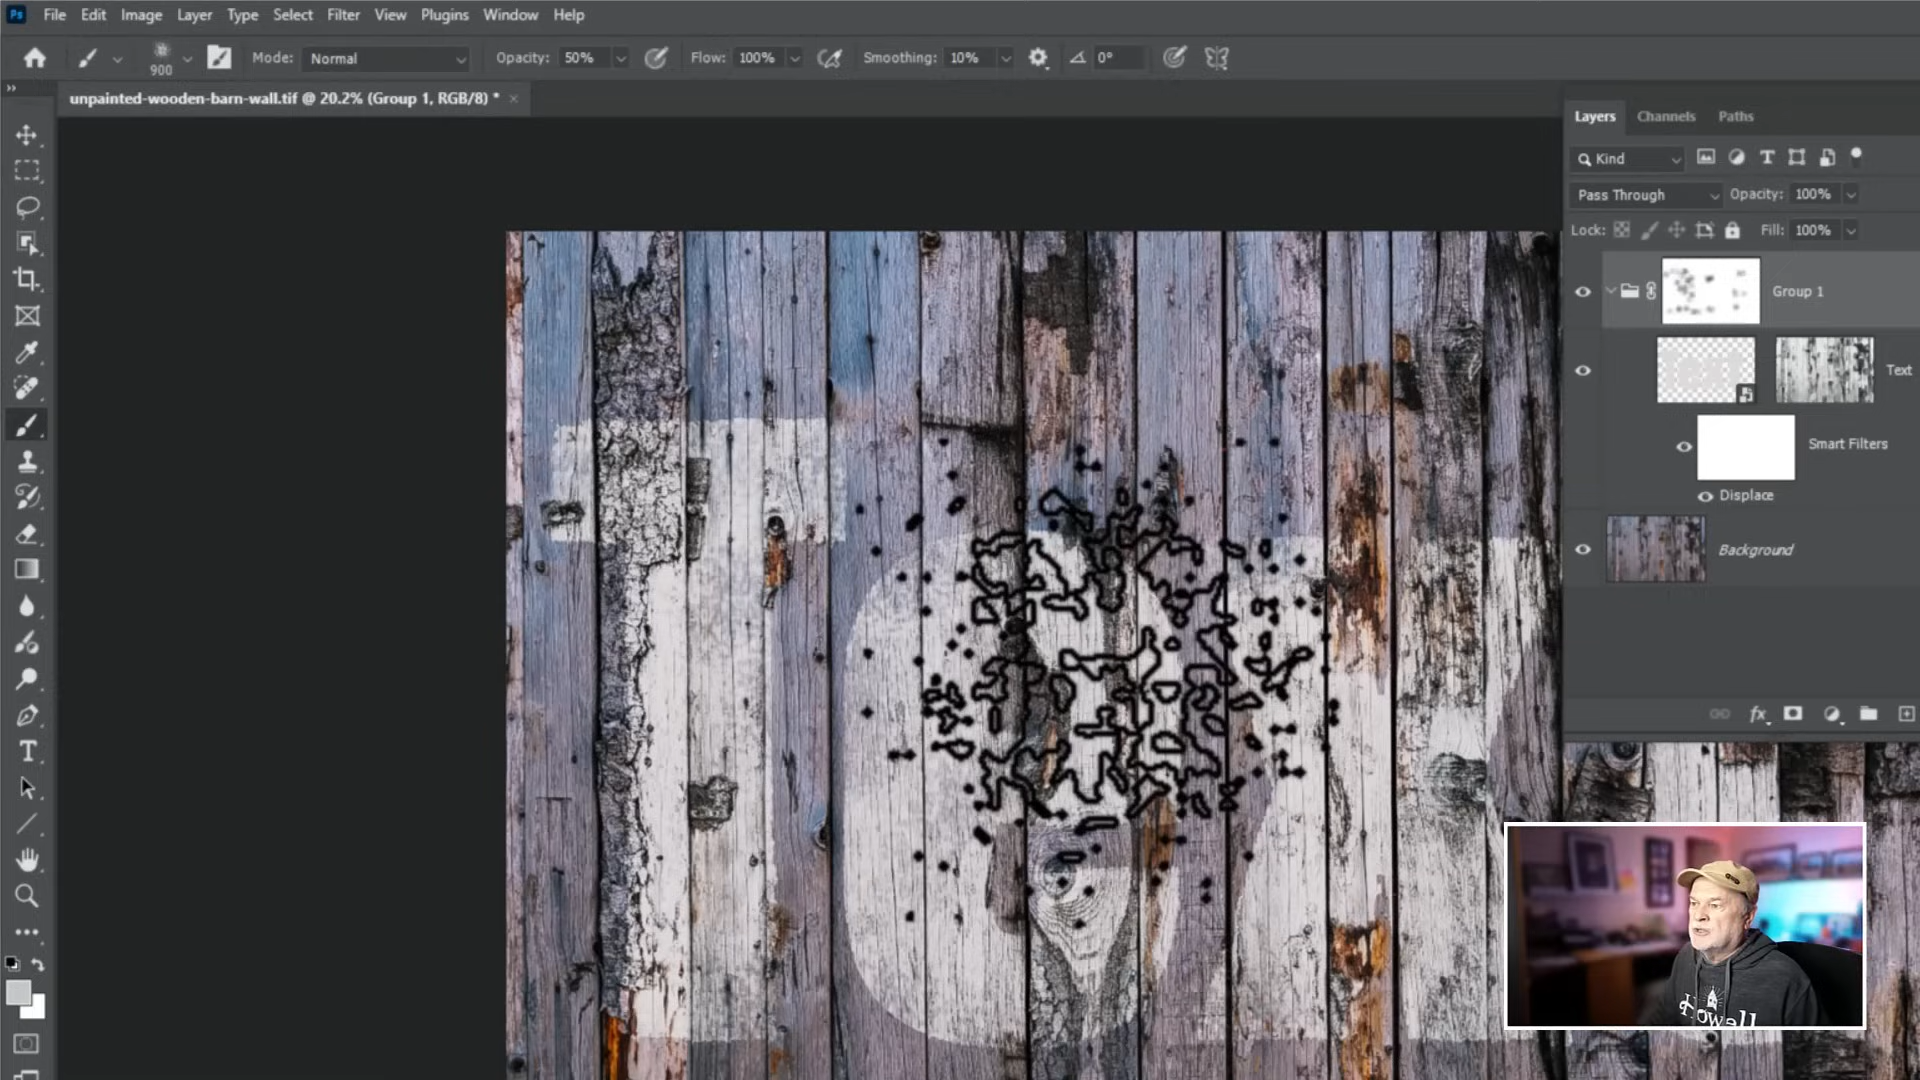 Ps File Edit Image Layer Type Select Filter View Plugins Window Help
900 Mode: Normal Opacity: 50% Flow: 100% Smoothing: 10% 0°
unpainted-wooden-barn-wall.tif @ 20.2% (Group 1, RGB/8) *
Layers Channels Paths
Kind
Pass Through Opacity: 100%
Lock: Fill: 100%
Group 1
Text
Smart Filters
Displace
Background
fx
Howell